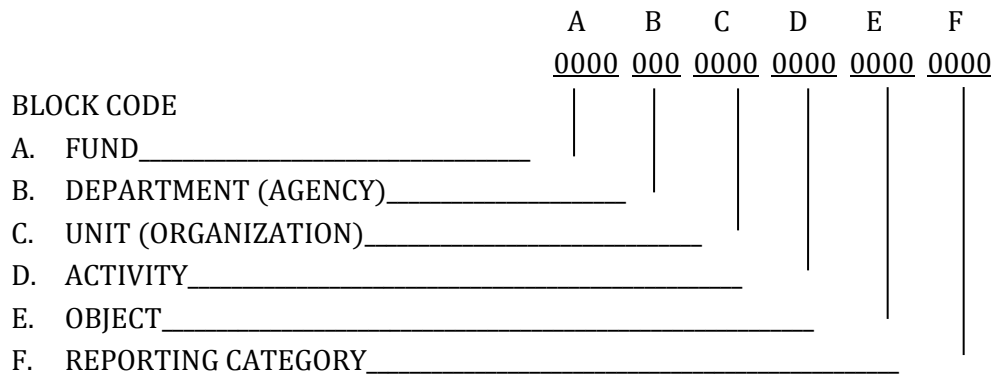 A B C D E F
0000 000 0000 0000 0000 0000
BLOCK CODE
A. FUND
B. DEPARTMENT (AGENCY)
C. UNIT (ORGANIZATION)
D. ACTIVITY
E. OBJECT
F. REPORTING CATEGORY